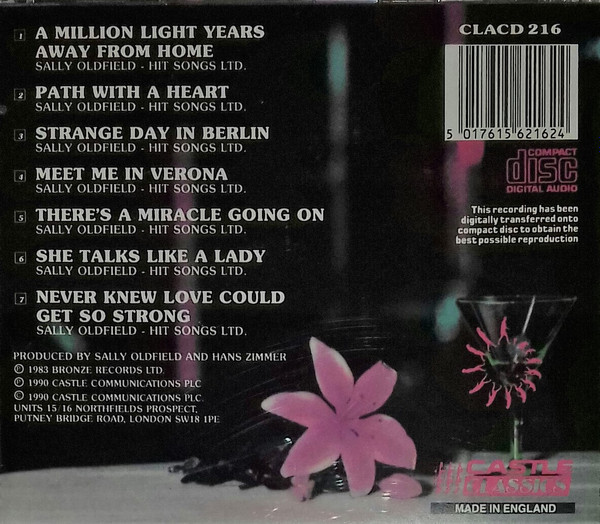 1 A MILLION LIGHT YEARS
AWAY FROM HOME
SALLY OLDFIELD - HIT SONGS LTD.
2 PATH WITH A HEART
SALLY OLDFIELD - HIT SONGS LTD.
3 STRANGE DAY IN BERLIN
SALLY OLDFIELD - HIT SONGS LTD.
4 MEET ME IN VERONA
SALLY OLDFIELD - HIT SONGS LTD.
5 THERE'S A MIRACLE GOING ON
SALLY OLDFIELD - HIT SONGS LTD.
6 SHE TALKS LIKE A LADY
SALLY OLDFIELD - HIT SONGS LTD.
7 NEVER KNEW LOVE COULD
GET SO STRONG
SALLY OLDFIELD - HIT SONGS LTD.
PRODUCED BY SALLY OLDFIELD AND HANS ZIMMER
Ⓟ 1983 BRONZE RECORDS LTD.
Ⓟ 1990 CASTLE COMMUNICATIONS PLC
© 1990 CASTLE COMMUNICATIONS PLC.
UNITS 15/16 NORTHFIELDS PROSPECT,
PUTNEY BRIDGE ROAD, LONDON SW18 1PE
CLACD 216
5 017615 621624
COMPACT
disc
DIGITAL AUDIO
This recording has been
digitally transferred onto
compact disc to obtain the
best possible reproduction
CASTLE
CLASSICS
MADE IN ENGLAND